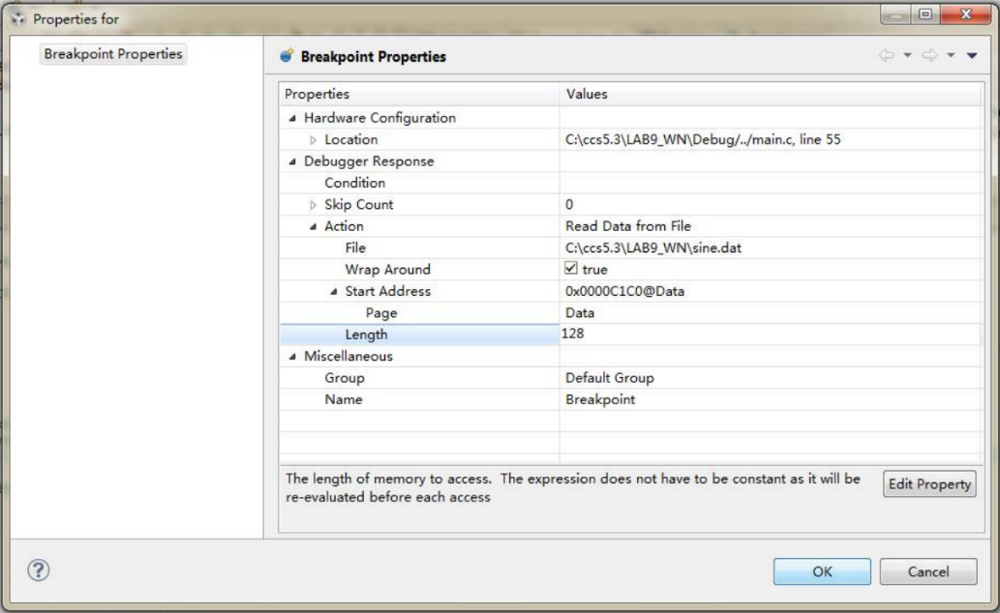 Properties for
Breakpoint Properties
Breakpoint Properties
Properties Values
Hardware Configuration
Location C:\ccs5.3\LAB9_WN\Debug/../main.c, line 55
Debugger Response
Condition
Skip Count 0
Action Read Data from File
File C:\ccs5.3\LAB9_WN\sine.dat
Wrap Around true
Start Address 0x0000C1C0@Data
Page Data
Length 128
Miscellaneous
Group Default Group
Name Breakpoint
The length of memory to access. The expression does not have to be constant as it will be
re-evaluated before each access
Edit Property
OK Cancel